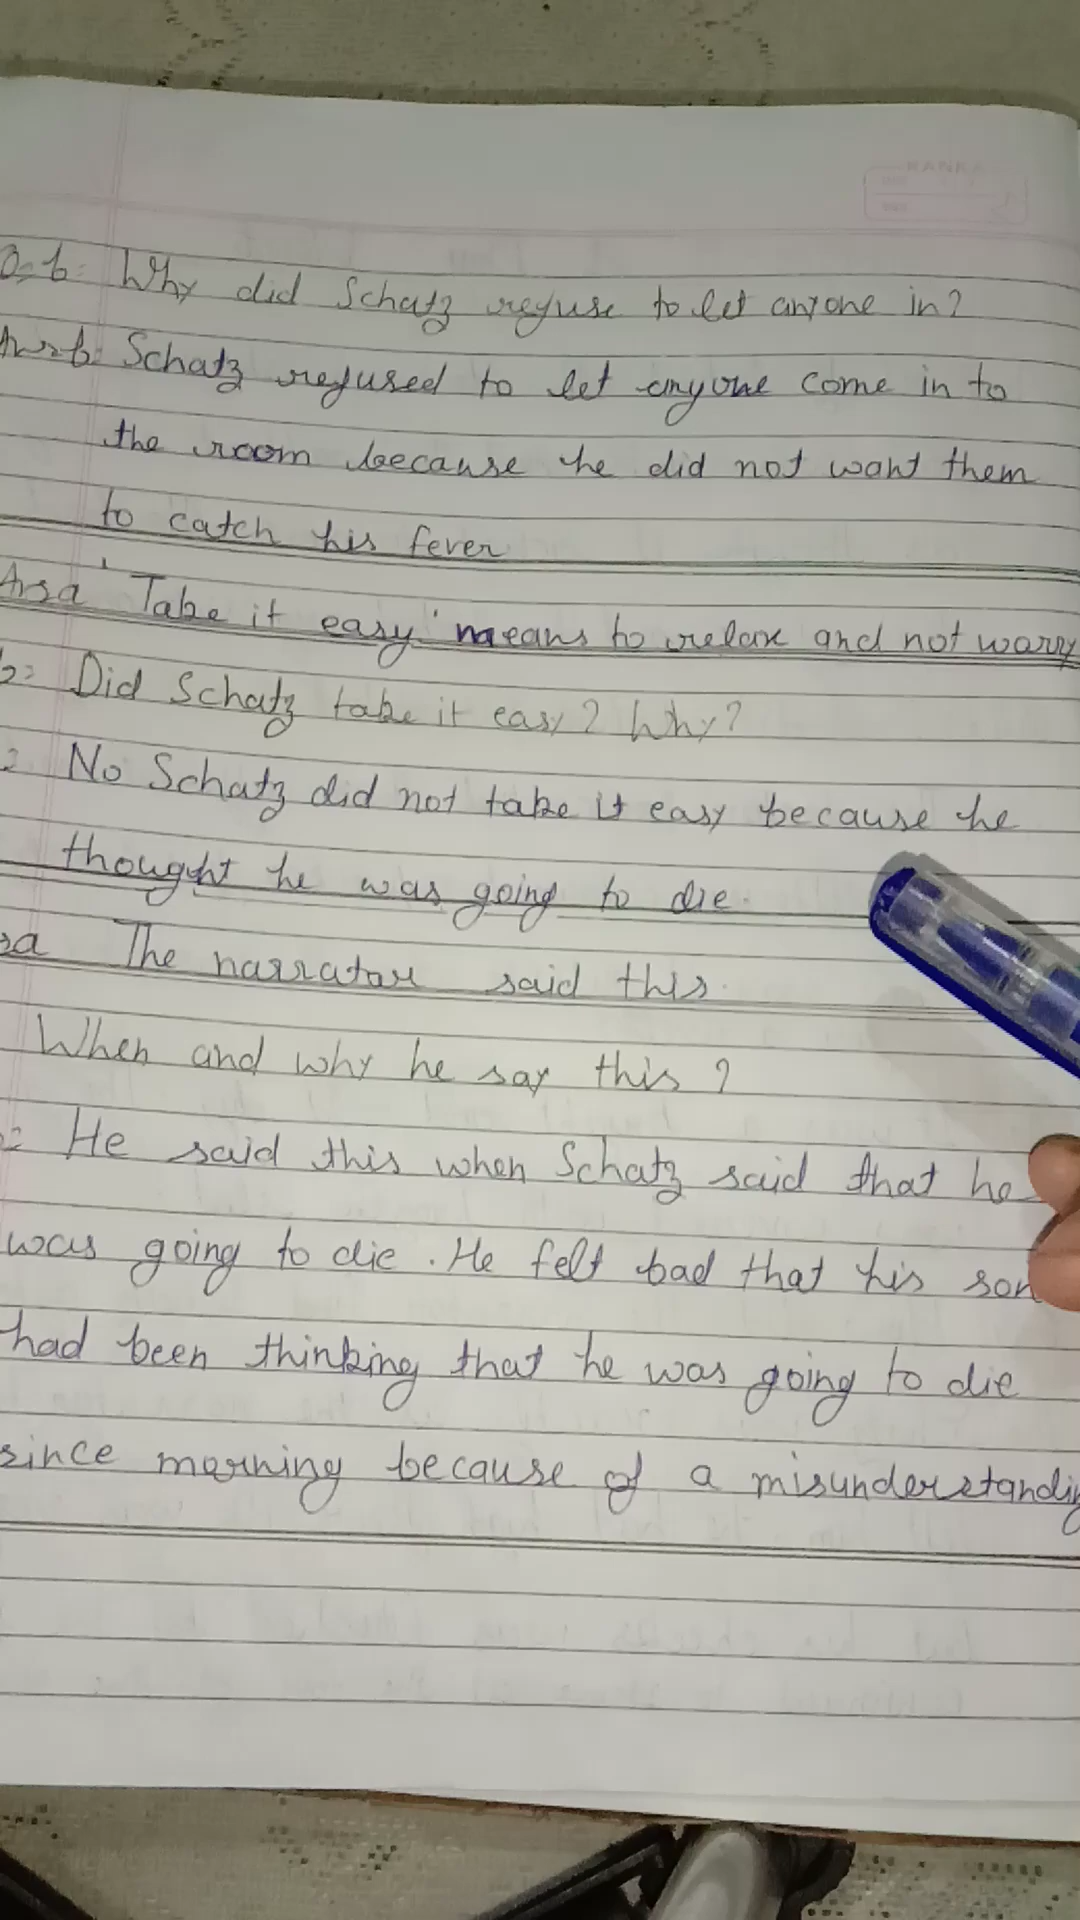 Q=b= Why did Schatz refuse to let anyone in?
Ans=b= Schatz refused to let anyone come in to
the room because he did not want them
to catch his fever
Ans a 'Take it easy' means to relax and not worry
b= Did Schatz take it easy? Why?
= No Schatz did not take it easy because he
thought he was going to die.
=a The narrator said this.
When and why he say this?
= He said this when Schatz said that he
was going to die. He felt bad that his son
had been thinking that he was going to die
since morning because of a misunderstanding